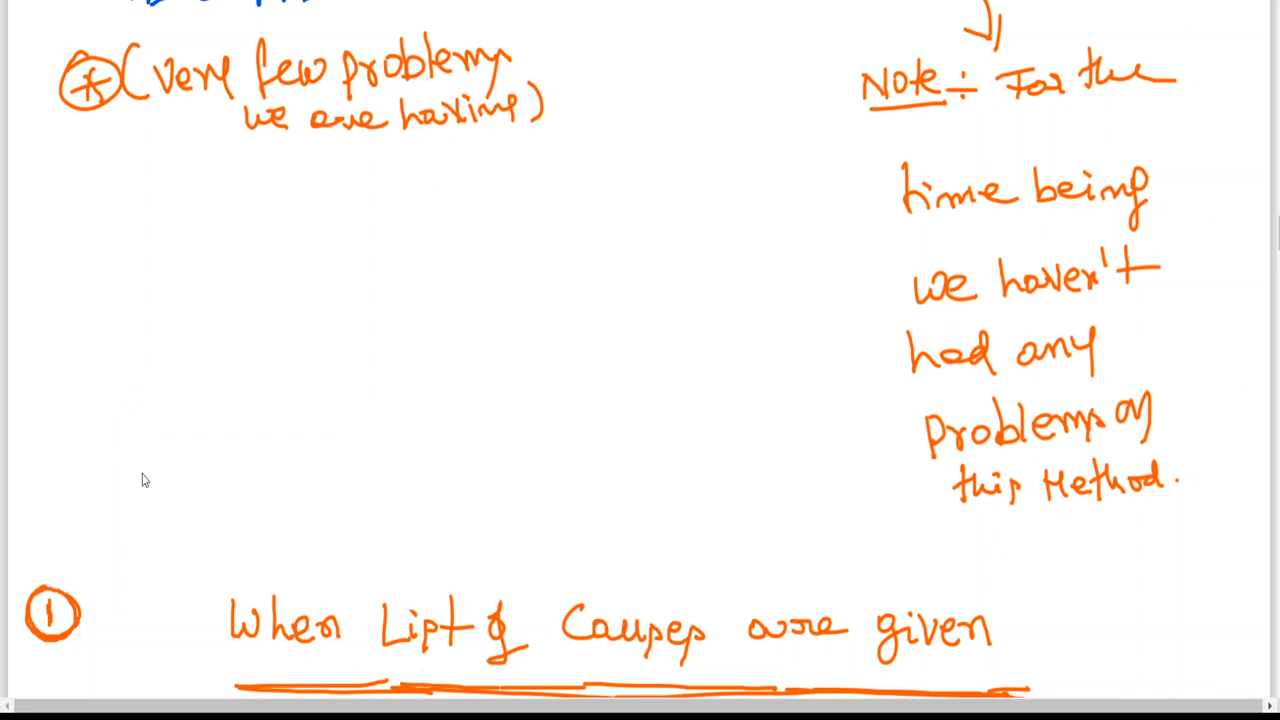 * (very few problems
we are having)
Note ÷ For the
time being
we haven't
had any
Problems of
this Method.
1 When List of Causes are given